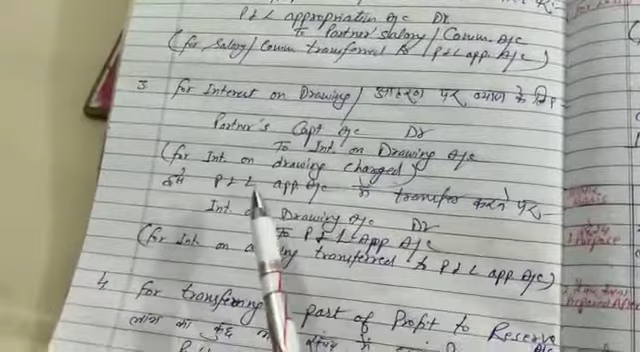 P & L appropriation A/c Dr
To Partner's Salary / Comm. A/c
(for Salary/Comm transferred to P&L app. A/c)
3 for Interest on Drawing / आहरण पर ब्याज के लिए
Partner's Capt A/c Dr
To Int. on Drawing A/c
(for Int. on drawing charged)
इसे P & L app A/c में transfer करने पर
Int. Drawing A/c Dr
To P & L App A/c
(for Int. on transferred to P & L app A/c)
4 for transferring part of Profit to Reserve
लाभ का कुछ